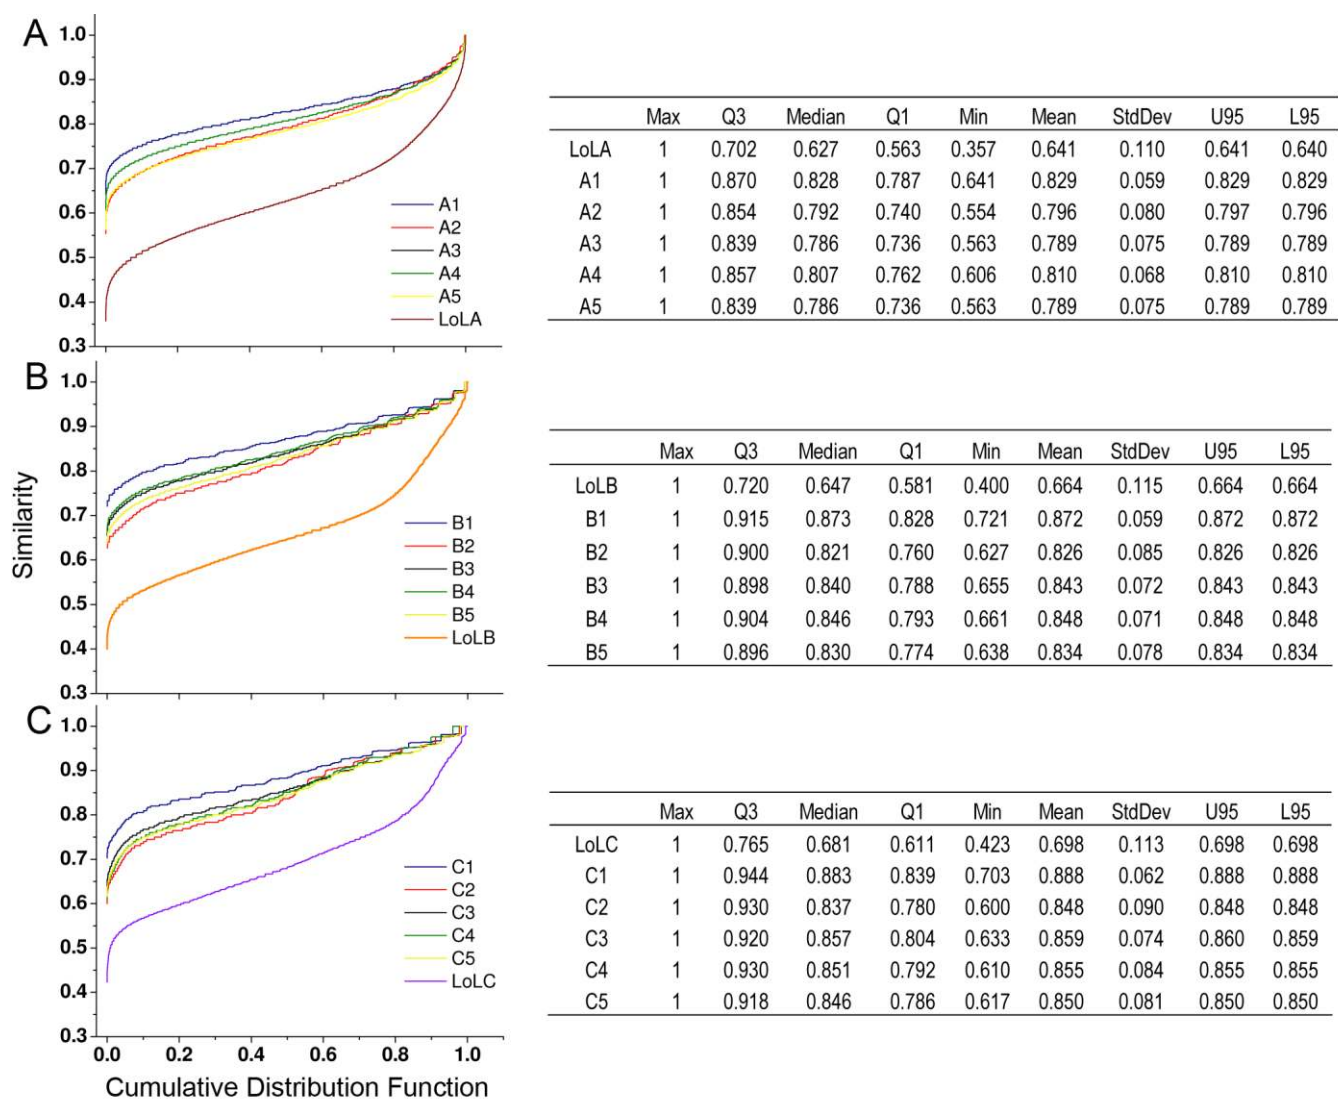 A
1.0
0.9
0.8
0.7
0.6
0.5
0.4
0.3
A1
A2
A3
A4
A5
LoLA
Max Q3 Median Q1 Min Mean StdDev U95 L95
LoLA 1 0.702 0.627 0.563 0.357 0.641 0.110 0.641 0.640
A1 1 0.870 0.828 0.787 0.641 0.829 0.059 0.829 0.829
A2 1 0.854 0.792 0.740 0.554 0.796 0.080 0.797 0.796
A3 1 0.839 0.786 0.736 0.563 0.789 0.075 0.789 0.789
A4 1 0.857 0.807 0.762 0.606 0.810 0.068 0.810 0.810
A5 1 0.839 0.786 0.736 0.563 0.789 0.075 0.789 0.789
B
1.0
0.9
0.8
0.7
0.6
0.5
0.4
0.3
Similarity
B1
B2
B3
B4
B5
LoLB
Max Q3 Median Q1 Min Mean StdDev U95 L95
LoLB 1 0.720 0.647 0.581 0.400 0.664 0.115 0.664 0.664
B1 1 0.915 0.873 0.828 0.721 0.872 0.059 0.872 0.872
B2 1 0.900 0.821 0.760 0.627 0.826 0.085 0.826 0.826
B3 1 0.898 0.840 0.788 0.655 0.843 0.072 0.843 0.843
B4 1 0.904 0.846 0.793 0.661 0.848 0.071 0.848 0.848
B5 1 0.896 0.830 0.774 0.638 0.834 0.078 0.834 0.834
C
1.0
0.9
0.8
0.7
0.6
0.5
0.4
0.3
C1
C2
C3
C4
C5
LoLC
0.0 0.2 0.4 0.6 0.8 1.0
Cumulative Distribution Function
Max Q3 Median Q1 Min Mean StdDev U95 L95
LoLC 1 0.765 0.681 0.611 0.423 0.698 0.113 0.698 0.698
C1 1 0.944 0.883 0.839 0.703 0.888 0.062 0.888 0.888
C2 1 0.930 0.837 0.780 0.600 0.848 0.090 0.848 0.848
C3 1 0.920 0.857 0.804 0.633 0.859 0.074 0.860 0.859
C4 1 0.930 0.851 0.792 0.610 0.855 0.084 0.855 0.855
C5 1 0.918 0.846 0.786 0.617 0.850 0.081 0.850 0.850